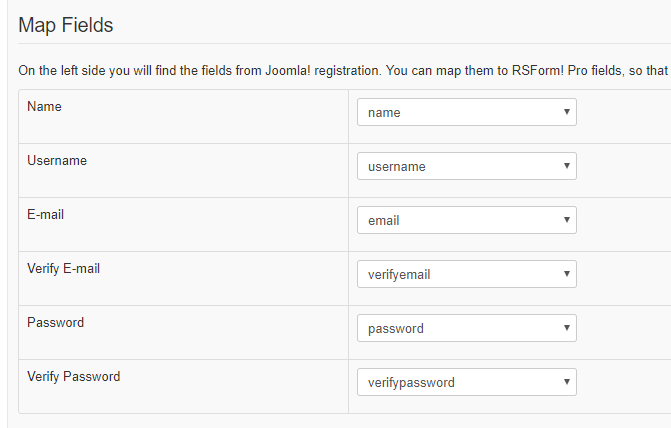 Map Fields
On the left side you will find the fields from Joomla! registration. You can map them to RSForm! Pro fields, so that
Name name
Username username
E-mail email
Verify E-mail verifyemail
Password password
Verify Password verifypassword